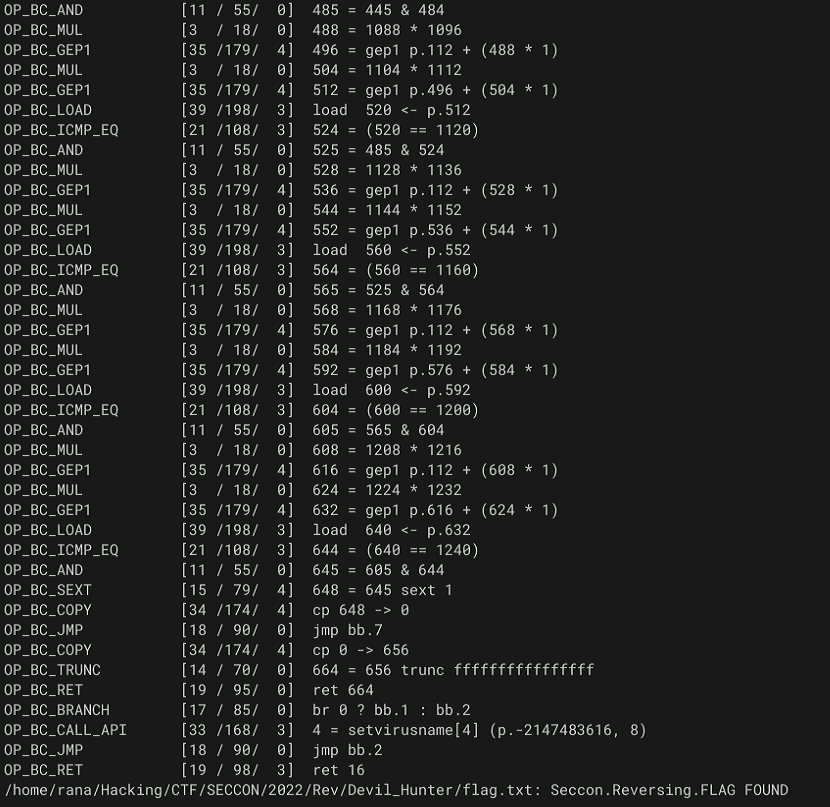 OP_BC_AND [11 / 55/ 0] 485 = 445 & 484
OP_BC_MUL [3 / 18/ 0] 488 = 1088 * 1096
OP_BC_GEP1 [35 /179/ 4] 496 = gep1 p.112 + (488 * 1)
OP_BC_MUL [3 / 18/ 0] 504 = 1104 * 1112
OP_BC_GEP1 [35 /179/ 4] 512 = gep1 p.496 + (504 * 1)
OP_BC_LOAD [39 /198/ 3] load 520 <- p.512
OP_BC_ICMP_EQ [21 /108/ 3] 524 = (520 == 1120)
OP_BC_AND [11 / 55/ 0] 525 = 485 & 524
OP_BC_MUL [3 / 18/ 0] 528 = 1128 * 1136
OP_BC_GEP1 [35 /179/ 4] 536 = gep1 p.112 + (528 * 1)
OP_BC_MUL [3 / 18/ 0] 544 = 1144 * 1152
OP_BC_GEP1 [35 /179/ 4] 552 = gep1 p.536 + (544 * 1)
OP_BC_LOAD [39 /198/ 3] load 560 <- p.552
OP_BC_ICMP_EQ [21 /108/ 3] 564 = (560 == 1160)
OP_BC_AND [11 / 55/ 0] 565 = 525 & 564
OP_BC_MUL [3 / 18/ 0] 568 = 1168 * 1176
OP_BC_GEP1 [35 /179/ 4] 576 = gep1 p.112 + (568 * 1)
OP_BC_MUL [3 / 18/ 0] 584 = 1184 * 1192
OP_BC_GEP1 [35 /179/ 4] 592 = gep1 p.576 + (584 * 1)
OP_BC_LOAD [39 /198/ 3] load 600 <- p.592
OP_BC_ICMP_EQ [21 /108/ 3] 604 = (600 == 1200)
OP_BC_AND [11 / 55/ 0] 605 = 565 & 604
OP_BC_MUL [3 / 18/ 0] 608 = 1208 * 1216
OP_BC_GEP1 [35 /179/ 4] 616 = gep1 p.112 + (608 * 1)
OP_BC_MUL [3 / 18/ 0] 624 = 1224 * 1232
OP_BC_GEP1 [35 /179/ 4] 632 = gep1 p.616 + (624 * 1)
OP_BC_LOAD [39 /198/ 3] load 640 <- p.632
OP_BC_ICMP_EQ [21 /108/ 3] 644 = (640 == 1240)
OP_BC_AND [11 / 55/ 0] 645 = 605 & 644
OP_BC_SEXT [15 / 79/ 4] 648 = 645 sext 1
OP_BC_COPY [34 /174/ 4] cp 648 -> 0
OP_BC_JMP [18 / 90/ 0] jmp bb.7
OP_BC_COPY [34 /174/ 4] cp 0 -> 656
OP_BC_TRUNC [14 / 70/ 0] 664 = 656 trunc ffffffffffffffff
OP_BC_RET [19 / 95/ 0] ret 664
OP_BC_BRANCH [17 / 85/ 0] br 0 ? bb.1 : bb.2
OP_BC_CALL_API [33 /168/ 3] 4 = setvirusname[4] (p.-2147483616, 8)
OP_BC_JMP [18 / 90/ 0] jmp bb.2
OP_BC_RET [19 / 98/ 3] ret 16
/home/rana/Hacking/CTF/SECCON/2022/Rev/Devil_Hunter/flag.txt: Seccon.Reversing.FLAG FOUND